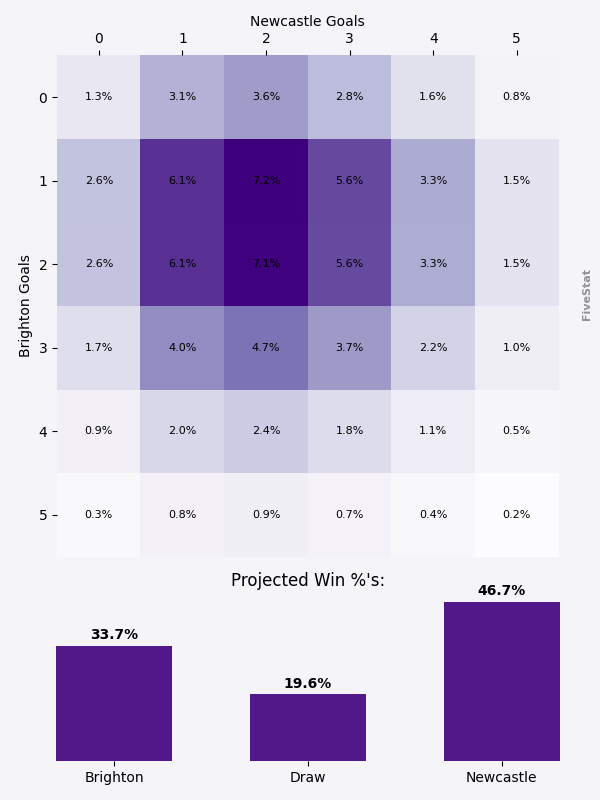 Newcastle Goals
0 1 2 3 4 5
0 1.3% 3.1% 3.6% 2.8% 1.6% 0.8%
1 2.6% 6.1% 7.2% 5.6% 3.3% 1.5%
2 2.6% 6.1% 7.1% 5.6% 3.3% 1.5%
3 1.7% 4.0% 4.7% 3.7% 2.2% 1.0%
4 0.9% 2.0% 2.4% 1.8% 1.1% 0.5%
5 0.3% 0.8% 0.9% 0.7% 0.4% 0.2%
Brighton Goals
FiveStat
Projected Win %'s:
33.7% 19.6% 46.7%
Brighton Draw Newcastle